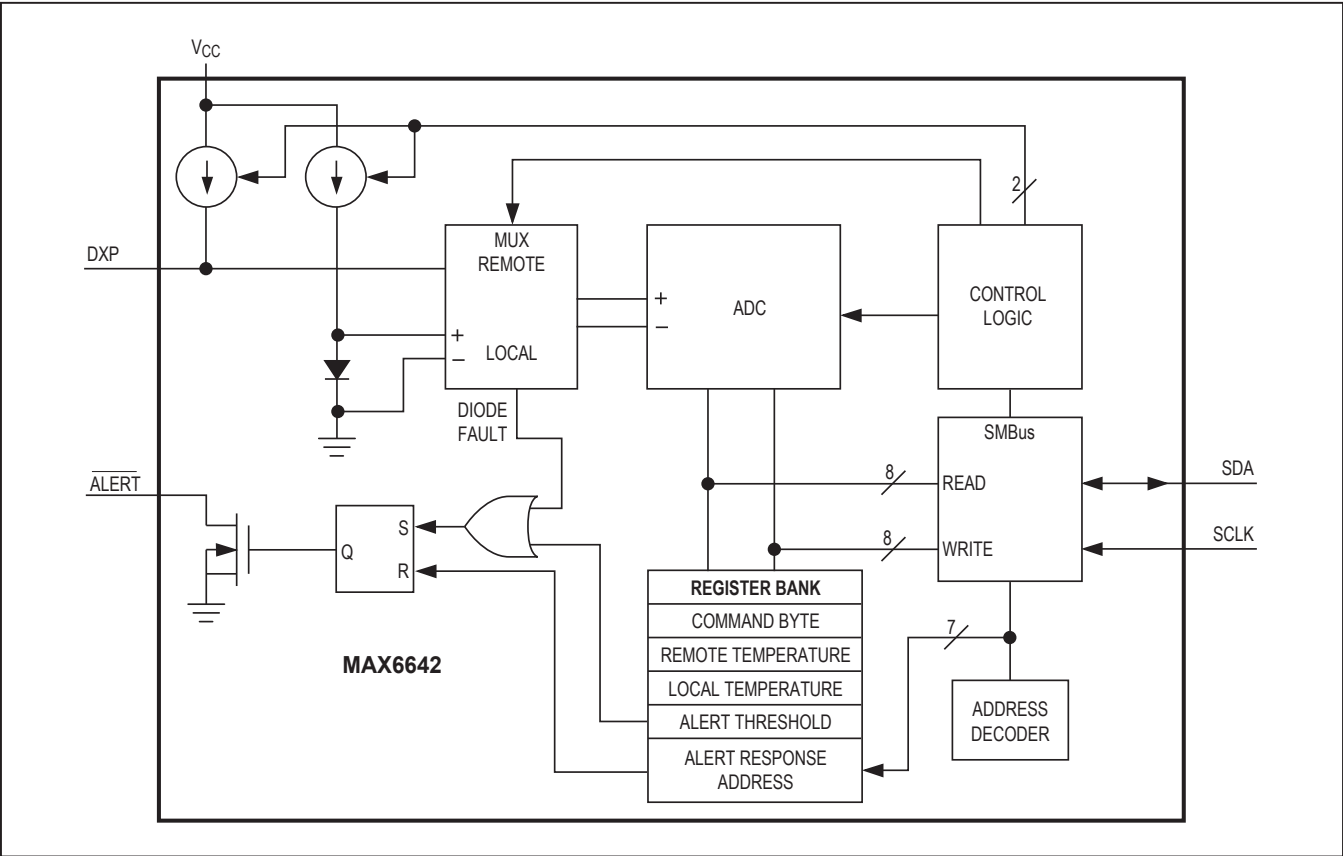 VCC
2
DXP
MUX
REMOTE
+
−
LOCAL
+
−
ADC
CONTROL
LOGIC
DIODE
FAULT
SMBus
ALERT
S
Q
R
8
READ
SDA
8
WRITE
SCLK
MAX6642
REGISTER BANK
COMMAND BYTE
REMOTE TEMPERATURE
LOCAL TEMPERATURE
ALERT THRESHOLD
ALERT RESPONSE
ADDRESS
7
ADDRESS
DECODER